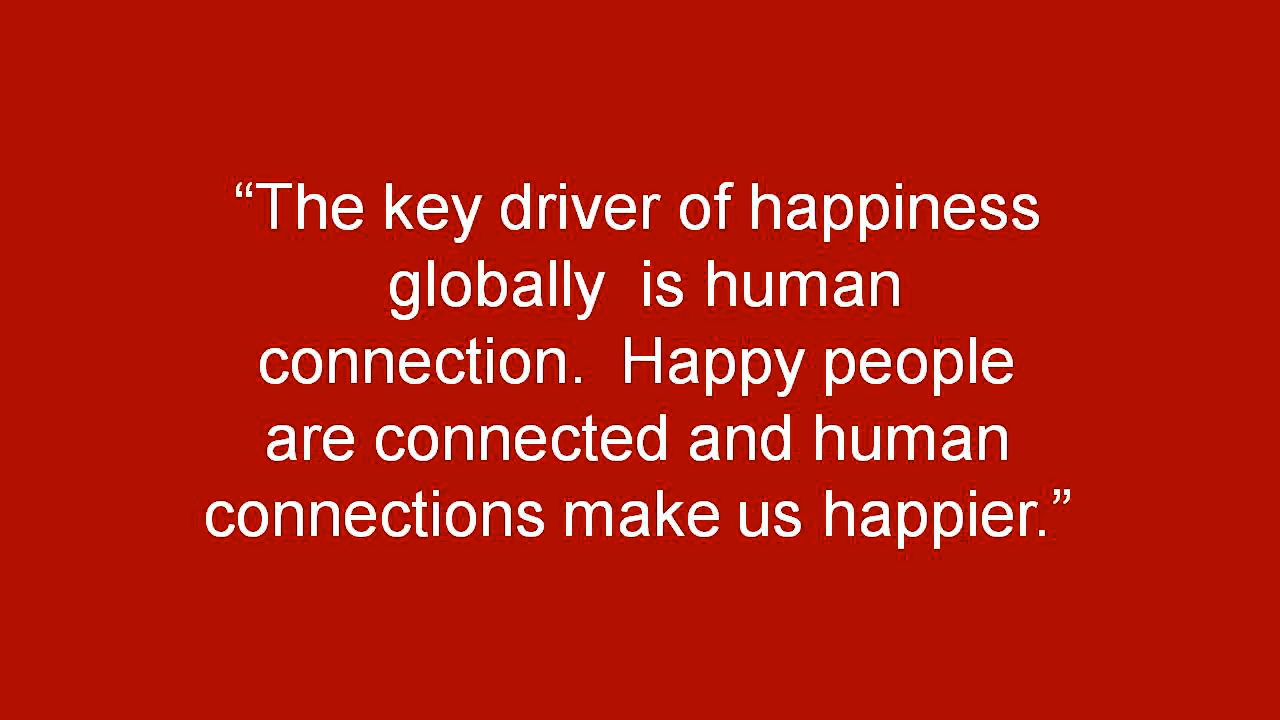 “The key driver of happiness
globally  is human
connection.  Happy people
are connected and human
connections make us happier.”